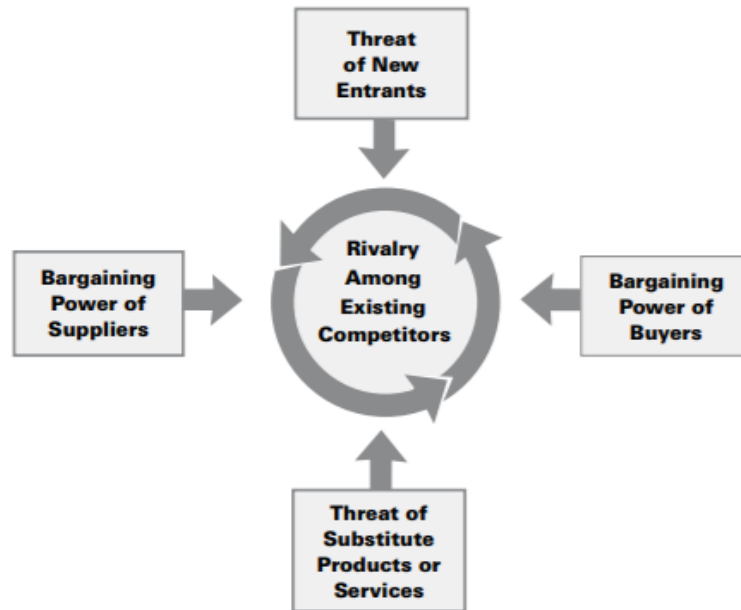 Threat
of New
Entrants
Rivalry
Among
Existing
Competitors
Bargaining
Power of
Suppliers
Bargaining
Power of
Buyers
Threat of
Substitute
Products or
Services